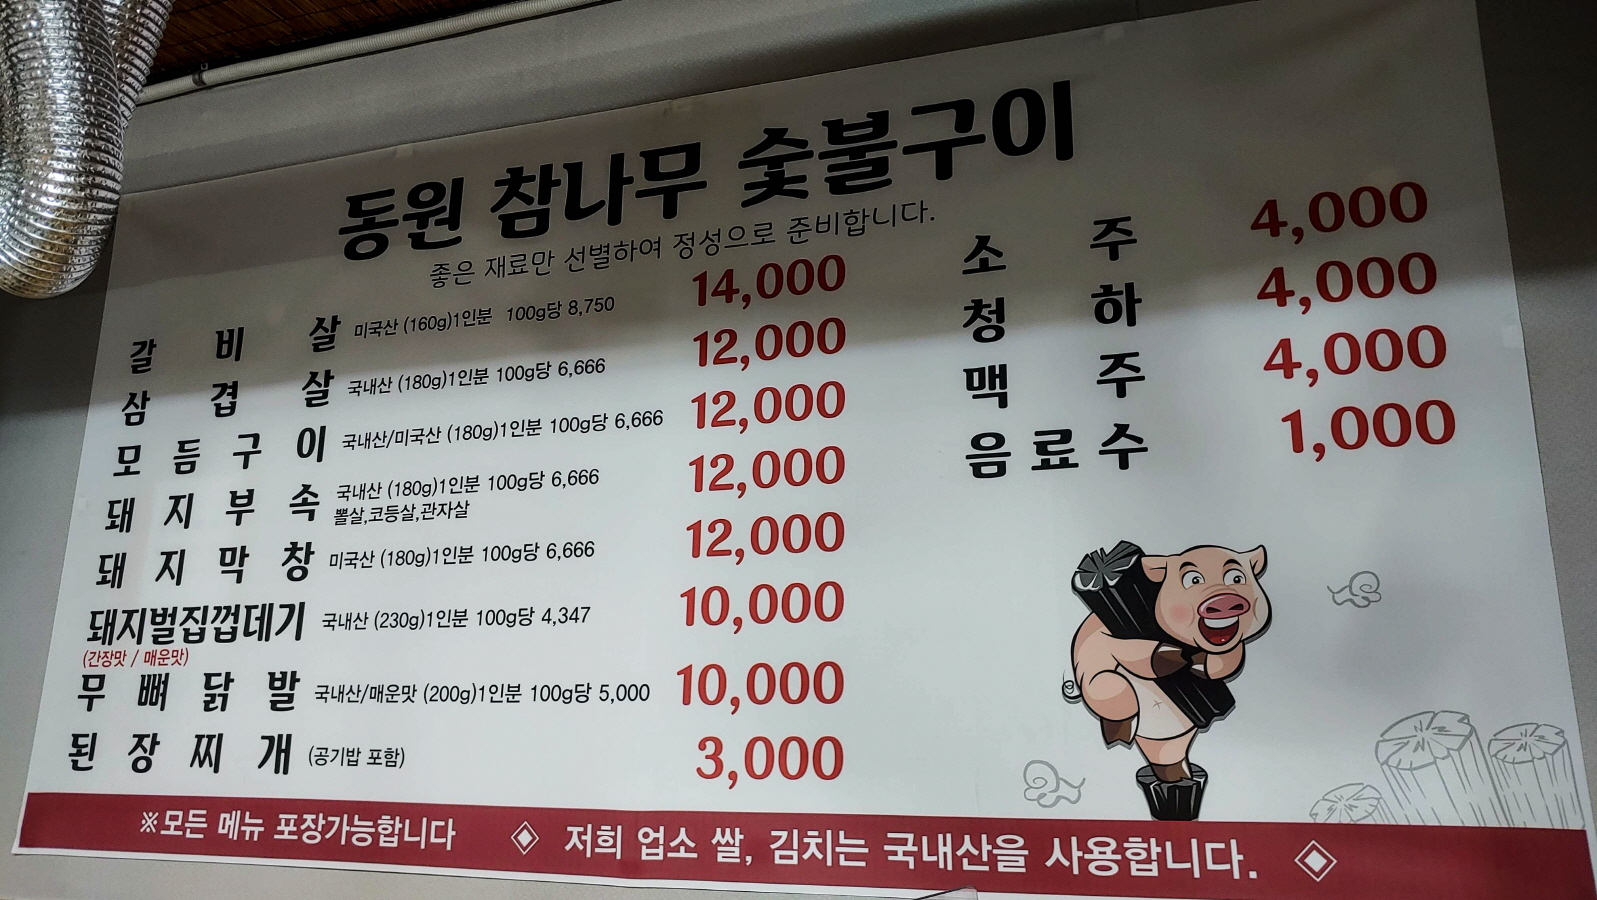 동원 참나무 숯불구이
좋은 재료만 선별하여 정성으로 준비합니다.
갈비살 미국산 (160g)1인분 100g당 8,750 14,000
삼겹살 국내산 (180g)1인분 100g당 6,666 12,000
모듬구이 국내산/미국산 (180g)1인분 100g당 6,666 12,000
돼지부속 국내산 (180g)1인분 100g당 6,666 12,000
뽈살,코등살,관자살
돼지막창 미국산 (180g)1인분 100g당 6,666 12,000
돼지벌집껍데기 국내산 (230g)1인분 100g당 4,347 10,000
(간장맛 / 매운맛)
무뼈닭발 국내산/매운맛 (200g)1인분 100g당 5,000 10,000
된장찌개 (공기밥 포함) 3,000
소주 4,000
청하 4,000
맥주 4,000
음료수 1,000
※모든 메뉴 포장가능합니다 ◈ 저희 업소 쌀, 김치는 국내산을 사용합니다. ◈